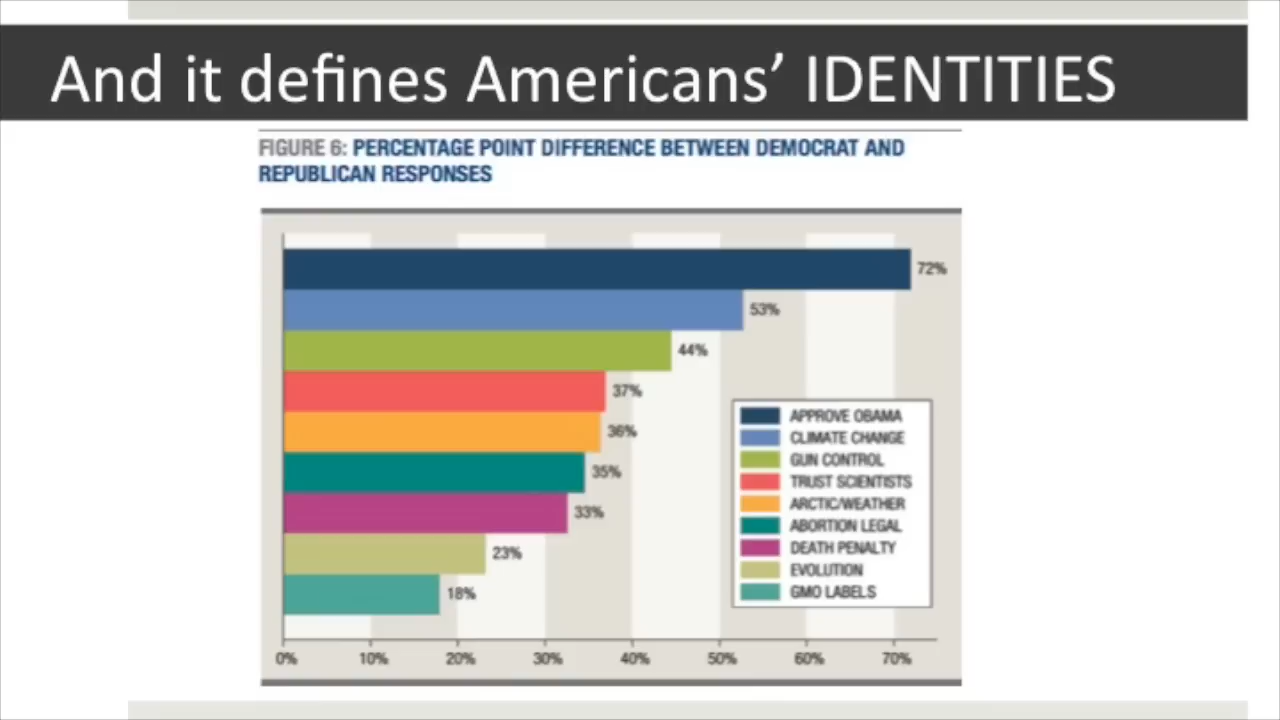 And it defines Americans’ IDENTITIES
FIGURE 6: PERCENTAGE POINT DIFFERENCE BETWEEN DEMOCRAT AND
REPUBLICAN RESPONSES
72%
53%
44%
37%
36%
35%
33%
23%
18%
APPROVE OBAMA
CLIMATE CHANGE
GUN CONTROL
TRUST SCIENTISTS
ARCTIC/WEATHER
ABORTION LEGAL
DEATH PENALTY
EVOLUTION
GMO LABELS
0% 10% 20% 30% 40% 50% 60% 70%